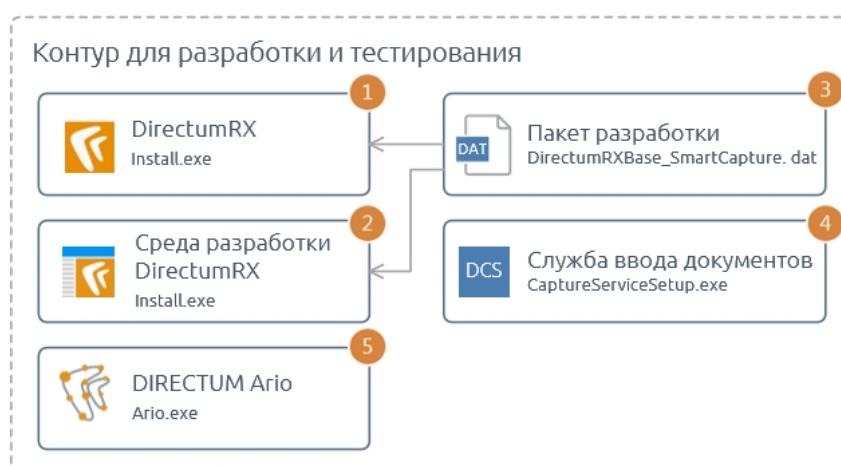 Контур для разработки и тестирования
1
DirectumRX
Install.exe
2
Среда разработки
DirectumRX
Install.exe
5
DIRECTUM Ario
Ario.exe
3
DAT
Пакет разработки
DirectumRXBase_SmartCapture. dat
4
DCS
Служба ввода документов
CaptureServiceSetup.exe